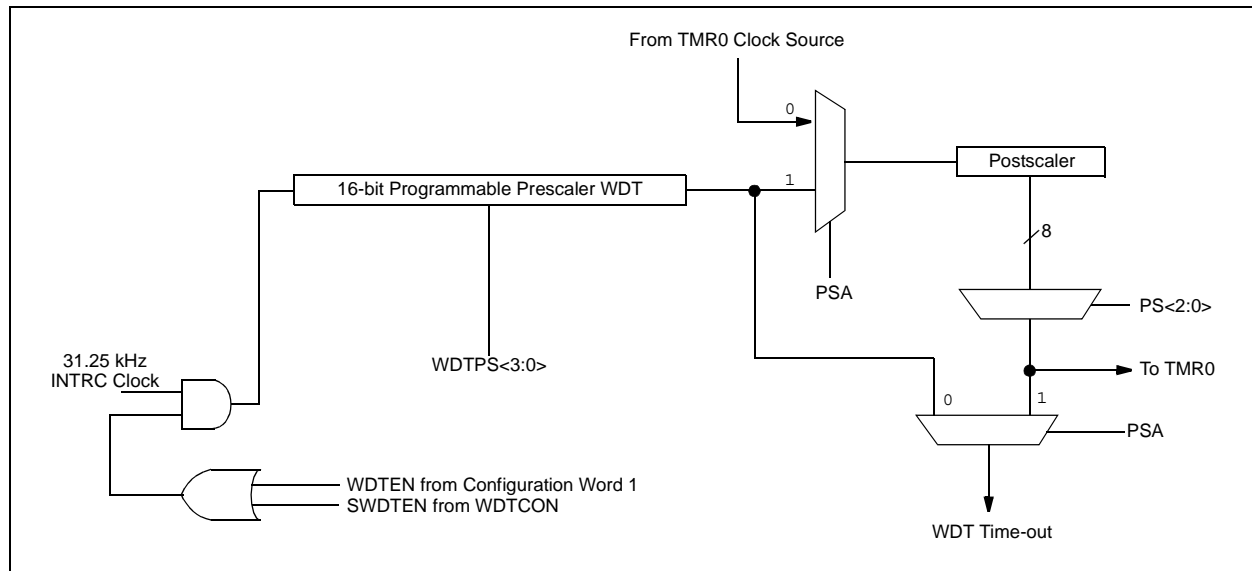 From TMR0 Clock Source
0
Postscaler
16-bit Programmable Prescaler WDT
1
8
PSA
PS<2:0>
31.25 kHz
INTRC Clock
WDTPS<3:0>
To TMR0
0
1
PSA
WDTEN from Configuration Word 1
SWDTEN from WDTCON
WDT Time-out